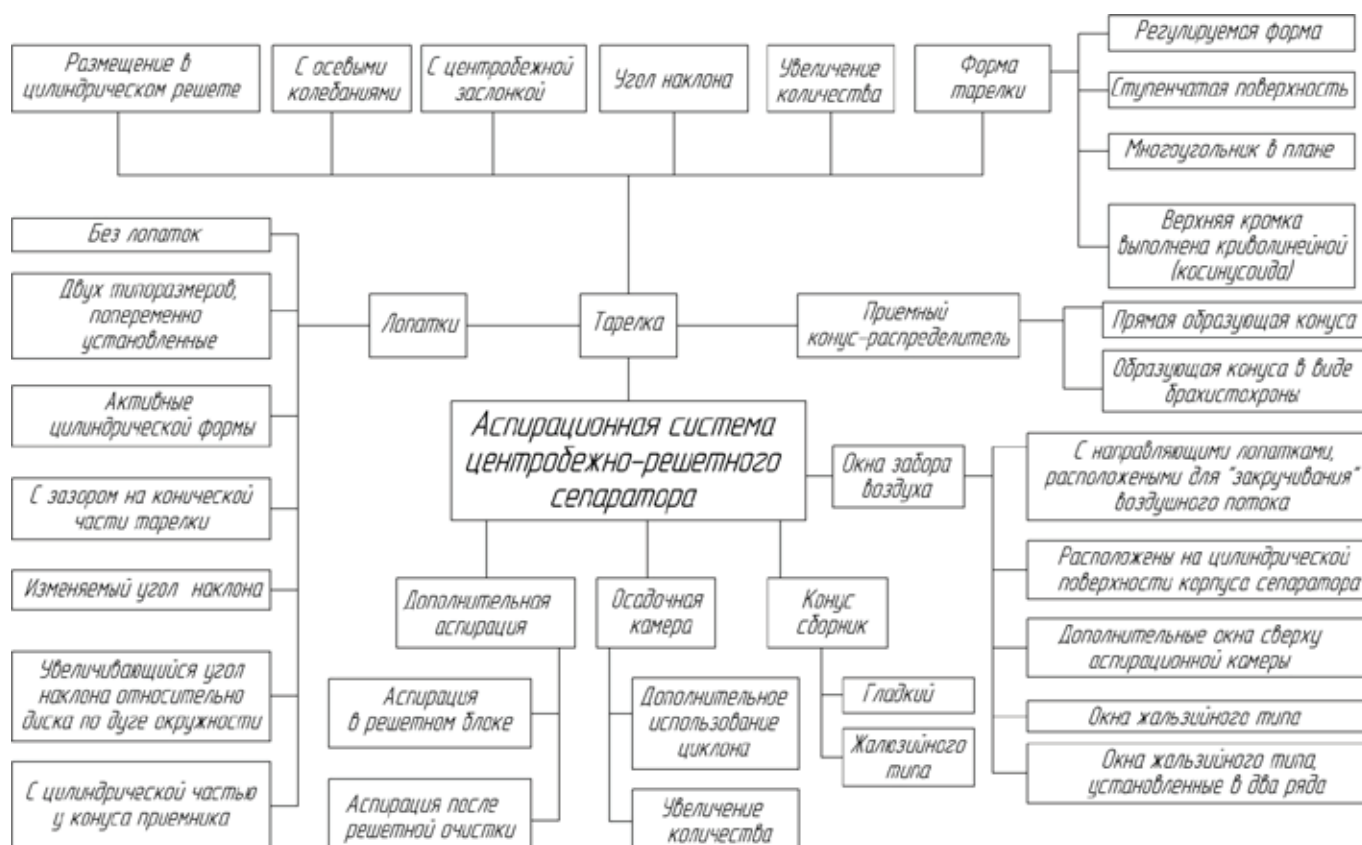 Размещение в
цилиндрическом решете
С осевыми
колебаниями
С центробежной
заслонкой
Угол наклона
Увеличение
количества
Форма
тарелки
Регулируемая форма
Ступенчатая поверхность
Многоугольник в плане
Верхняя кромка
выполнена криволинейной
(косинусоида)
Без лопаток
Двух типоразмеров,
попеременно
установленные
Активные
цилиндрической формы
С зазором на конической
части тарелки
Изменяемый угол наклона
Увеличивающийся угол
наклона относительно
диска по дуге окружности
С цилиндрической частью
у конуса приемника
Лопатки
Тарелка
Приемный
конус-распределитель
Прямая образующая конуса
Образующая конуса в виде
брахистохроны
Аспирационная система
центробежно-решетного
сепаратора
Окна забора
воздуха
С направляющими лопатками,
расположеными для "закручивания"
воздушного потока
Расположены на цилиндрической
поверхности корпуса сепаратора
Дополнительные окна сверху
аспирационной камеры
Окна жальзийного типа
Окна жальзийного типа,
установленные в два ряда
Дополнительная
аспирация
Осадочная
камера
Конус
сборник
Аспирация
в решетном блоке
Аспирация после
решетной очистки
Дополнительное
использование
циклона
Увеличение
количества
Гладкий
Жалюзийного
типа